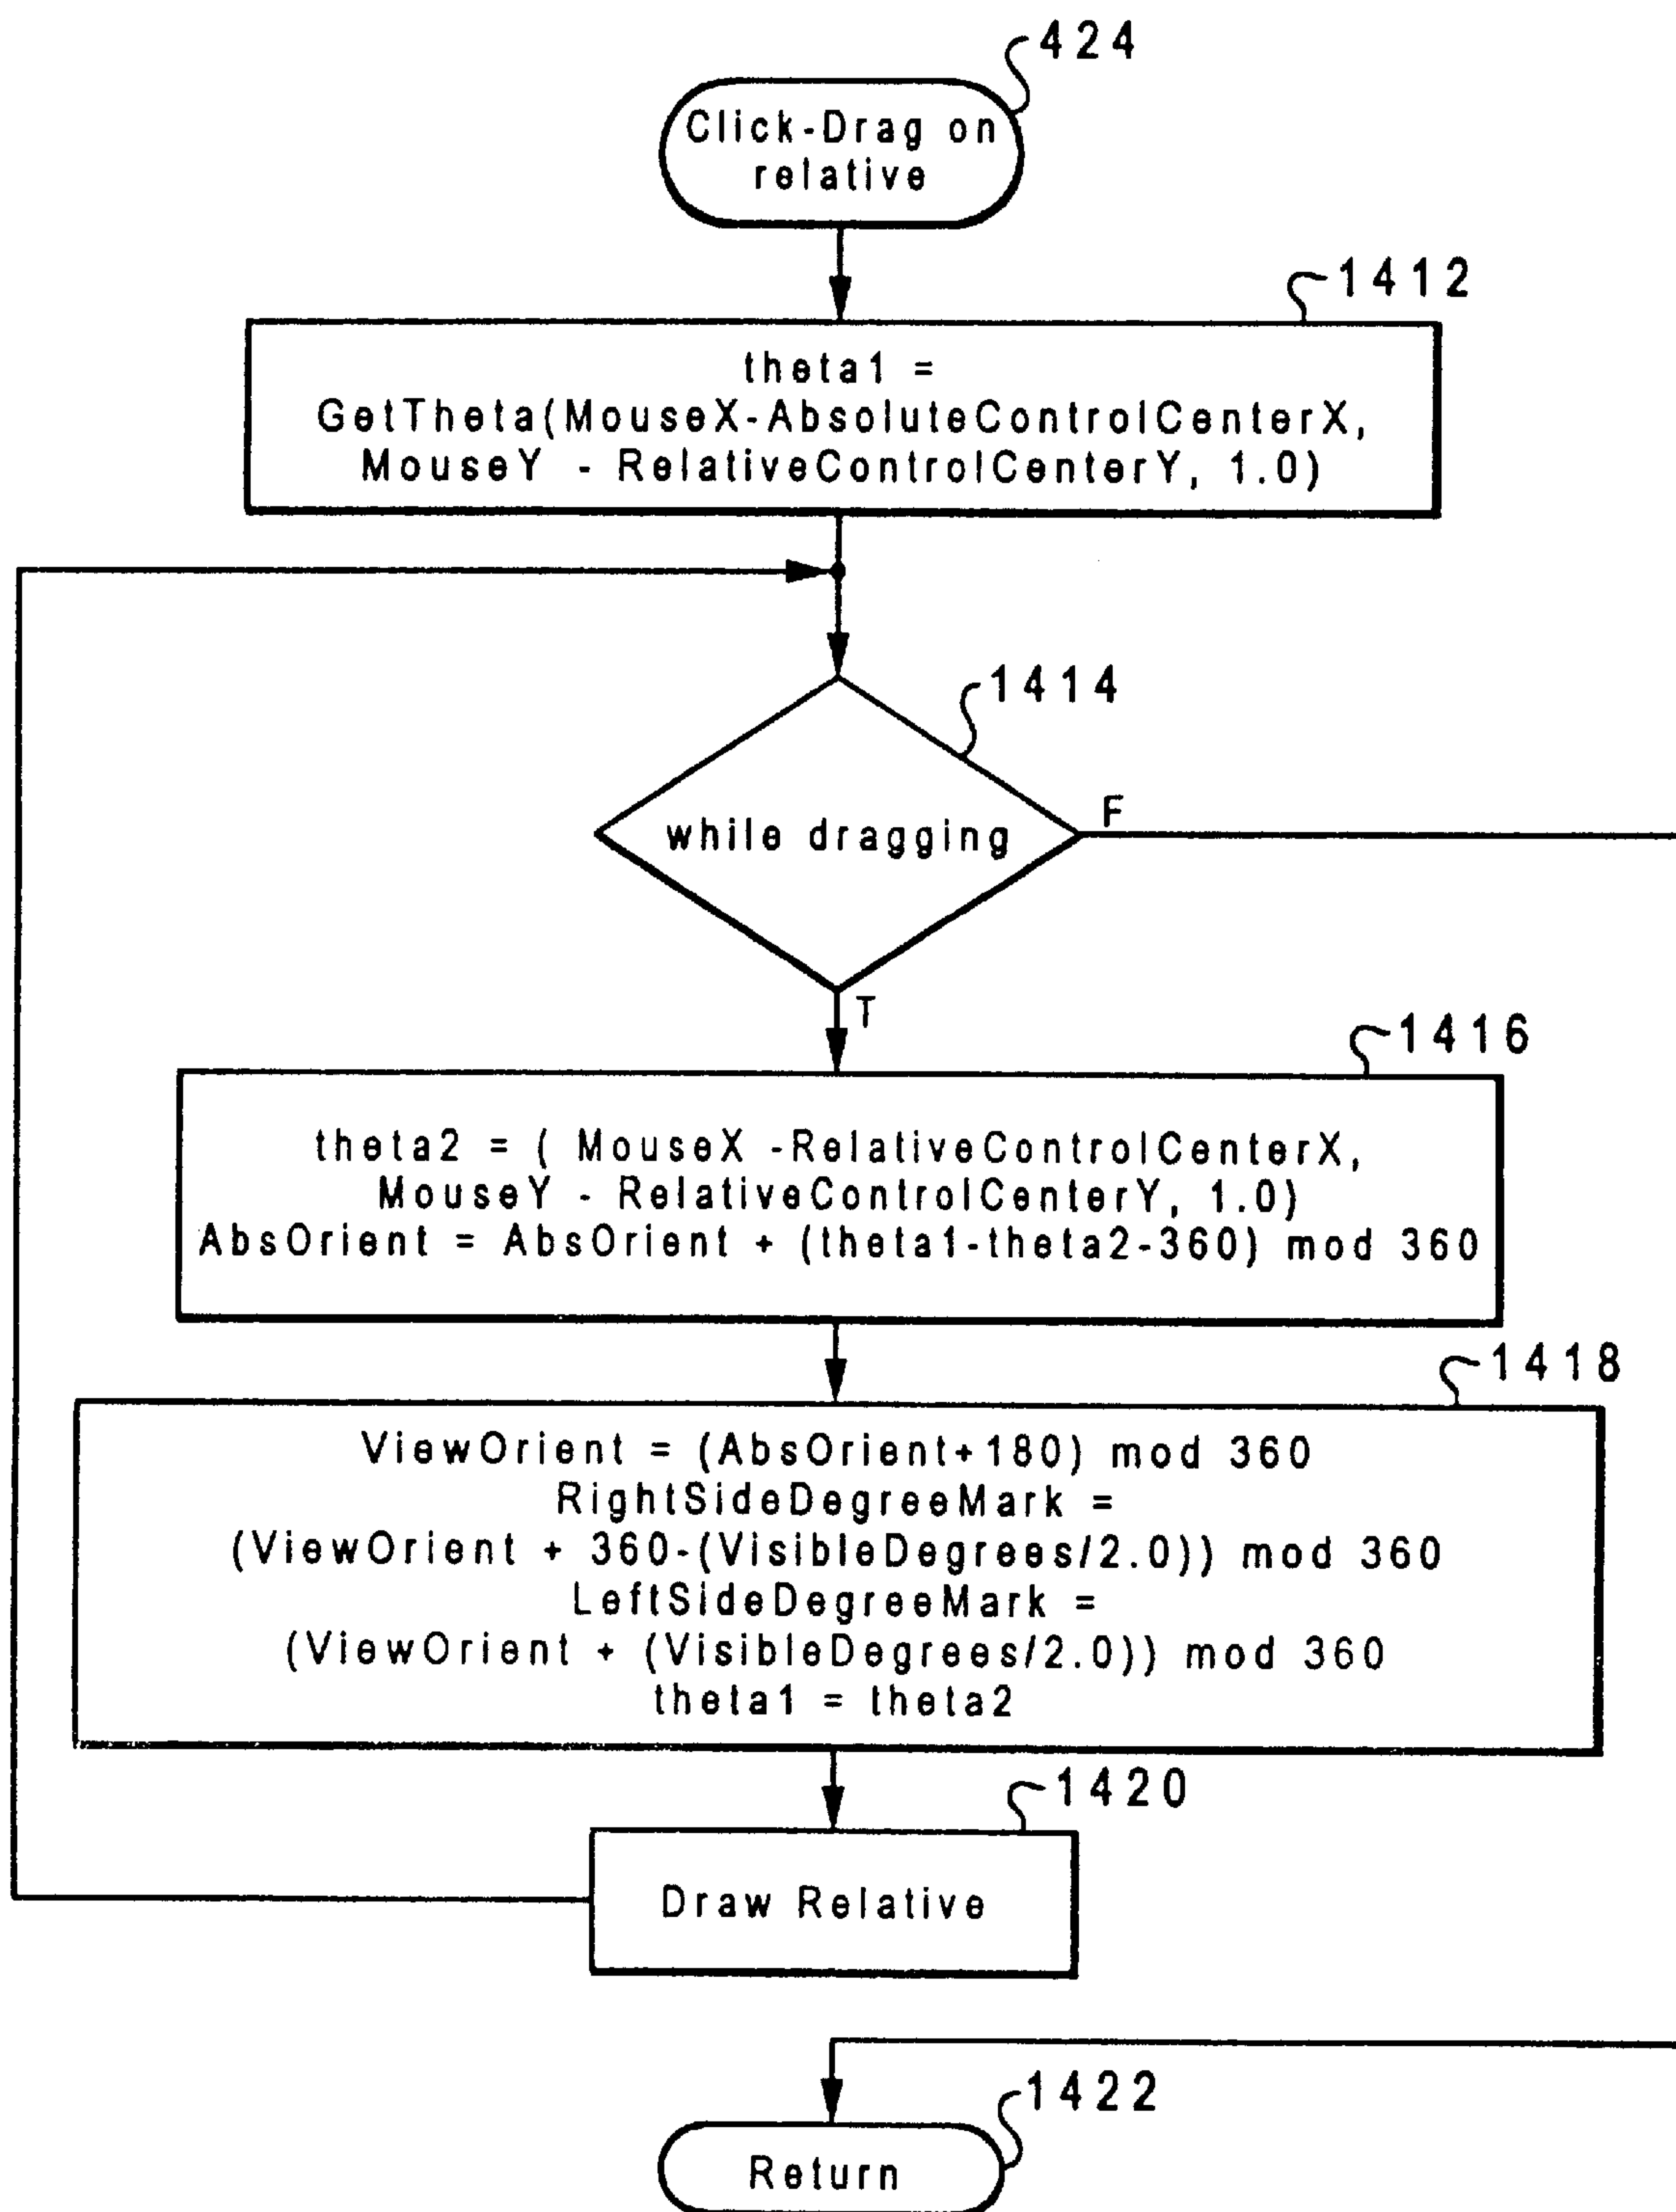 424
Click-Drag on
relative
1412
theta1 =
GetTheta(MouseX-AbsoluteControlCenterX,
MouseY - RelativeControlCenterY, 1.0)
1414
while dragging
F
T
1416
theta2 = ( MouseX -RelativeControlCenterX,
MouseY - RelativeControlCenterY, 1.0)
AbsOrient = AbsOrient + (theta1-theta2-360) mod 360
1418
ViewOrient = (AbsOrient+180) mod 360
RightSideDegreeMark =
(ViewOrient + 360-(VisibleDegrees/2.0)) mod 360
LeftSideDegreeMark =
(ViewOrient + (VisibleDegrees/2.0)) mod 360
theta1 = theta2
1420
Draw Relative
1422
Return